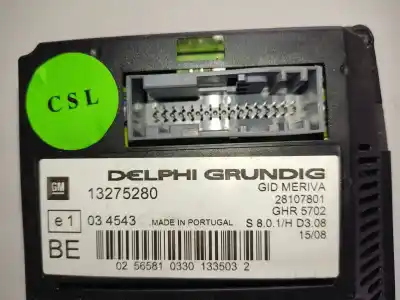 CSL
DELPHI GRUNDIG
GM
13275280
GID MERIVA
28107801
GHR 5702
e1
03 4543
MADE IN PORTUGAL
S 8.0.1/H D3.08
15/08
BE
02 56581 0330 133503 2